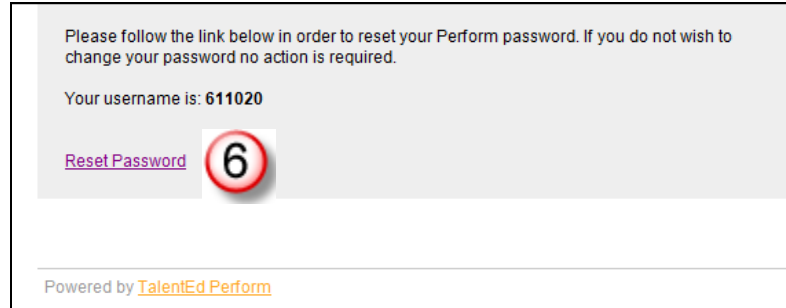 Please follow the link below in order to reset your Perform password. If you do not wish to
change your password no action is required.
Your username is: 611020
Reset Password 6
Powered by TalentEd Perform